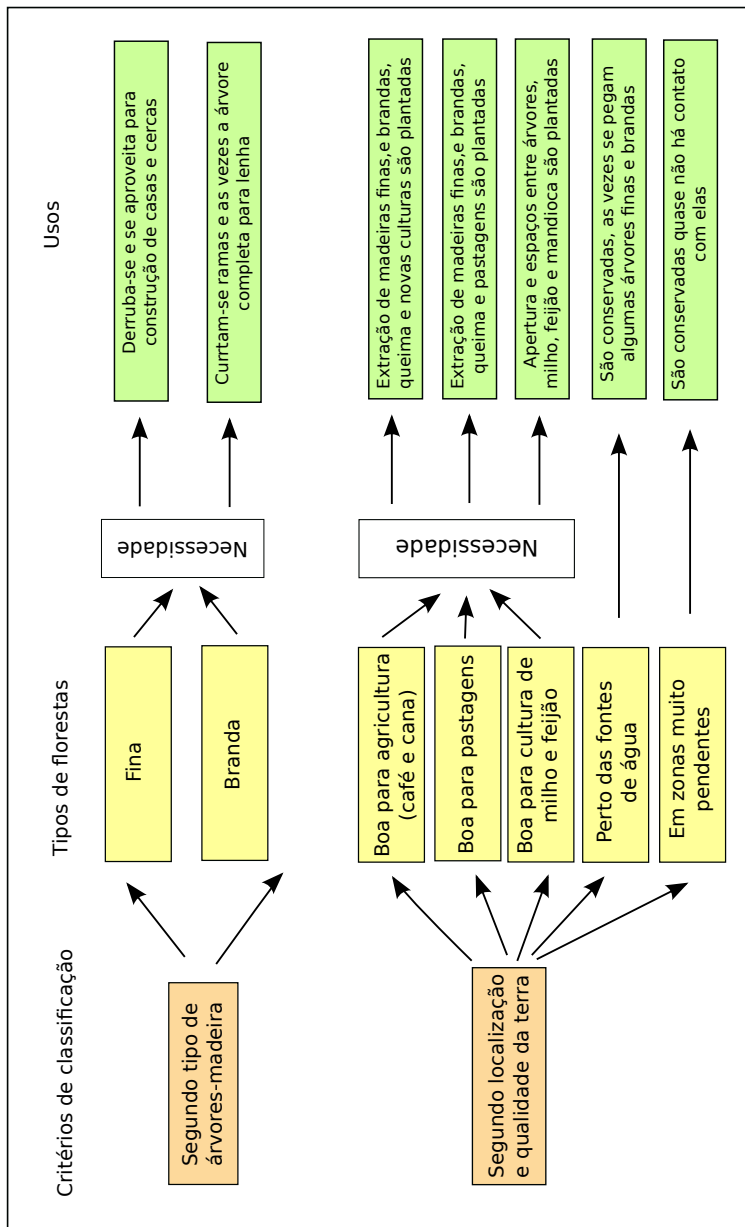 Critérios de classificação
Tipos de florestas
Usos
Segundo tipo de
árvores-madeira
Fina
Branda
Necessidade
Derruba-se e se aproveita para
construção de casas e cercas
Currtam-se ramas e as vezes a árvore
completa para lenha
Segundo localização
e qualidade da terra
Boa para agricultura
(café e cana)
Boa para pastagens
Boa para cultura de
milho e feijão
Perto das fontes
de água
Em zonas muito
pendentes
Necessidade
Extração de madeiras finas,e brandas,
queima e novas culturas são plantadas
Extração de madeiras finas,e brandas,
queima e pastagens são plantadas
Apertura e espaços entre árvores,
milho, feijão e mandioca são plantadas
São conservadas, as vezes se pegam
algumas árvores finas e brandas
São conservadas quase não há contato
com elas